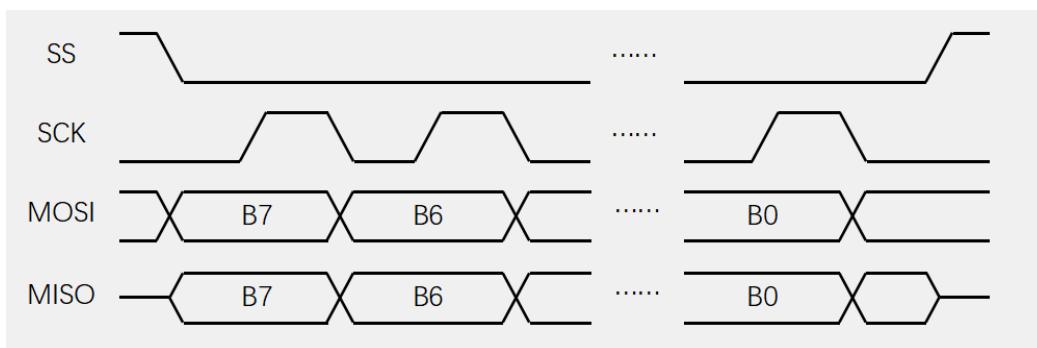 SS ……
SCK ……
MOSI B7 B6 …… B0
MISO B7 B6 …… B0